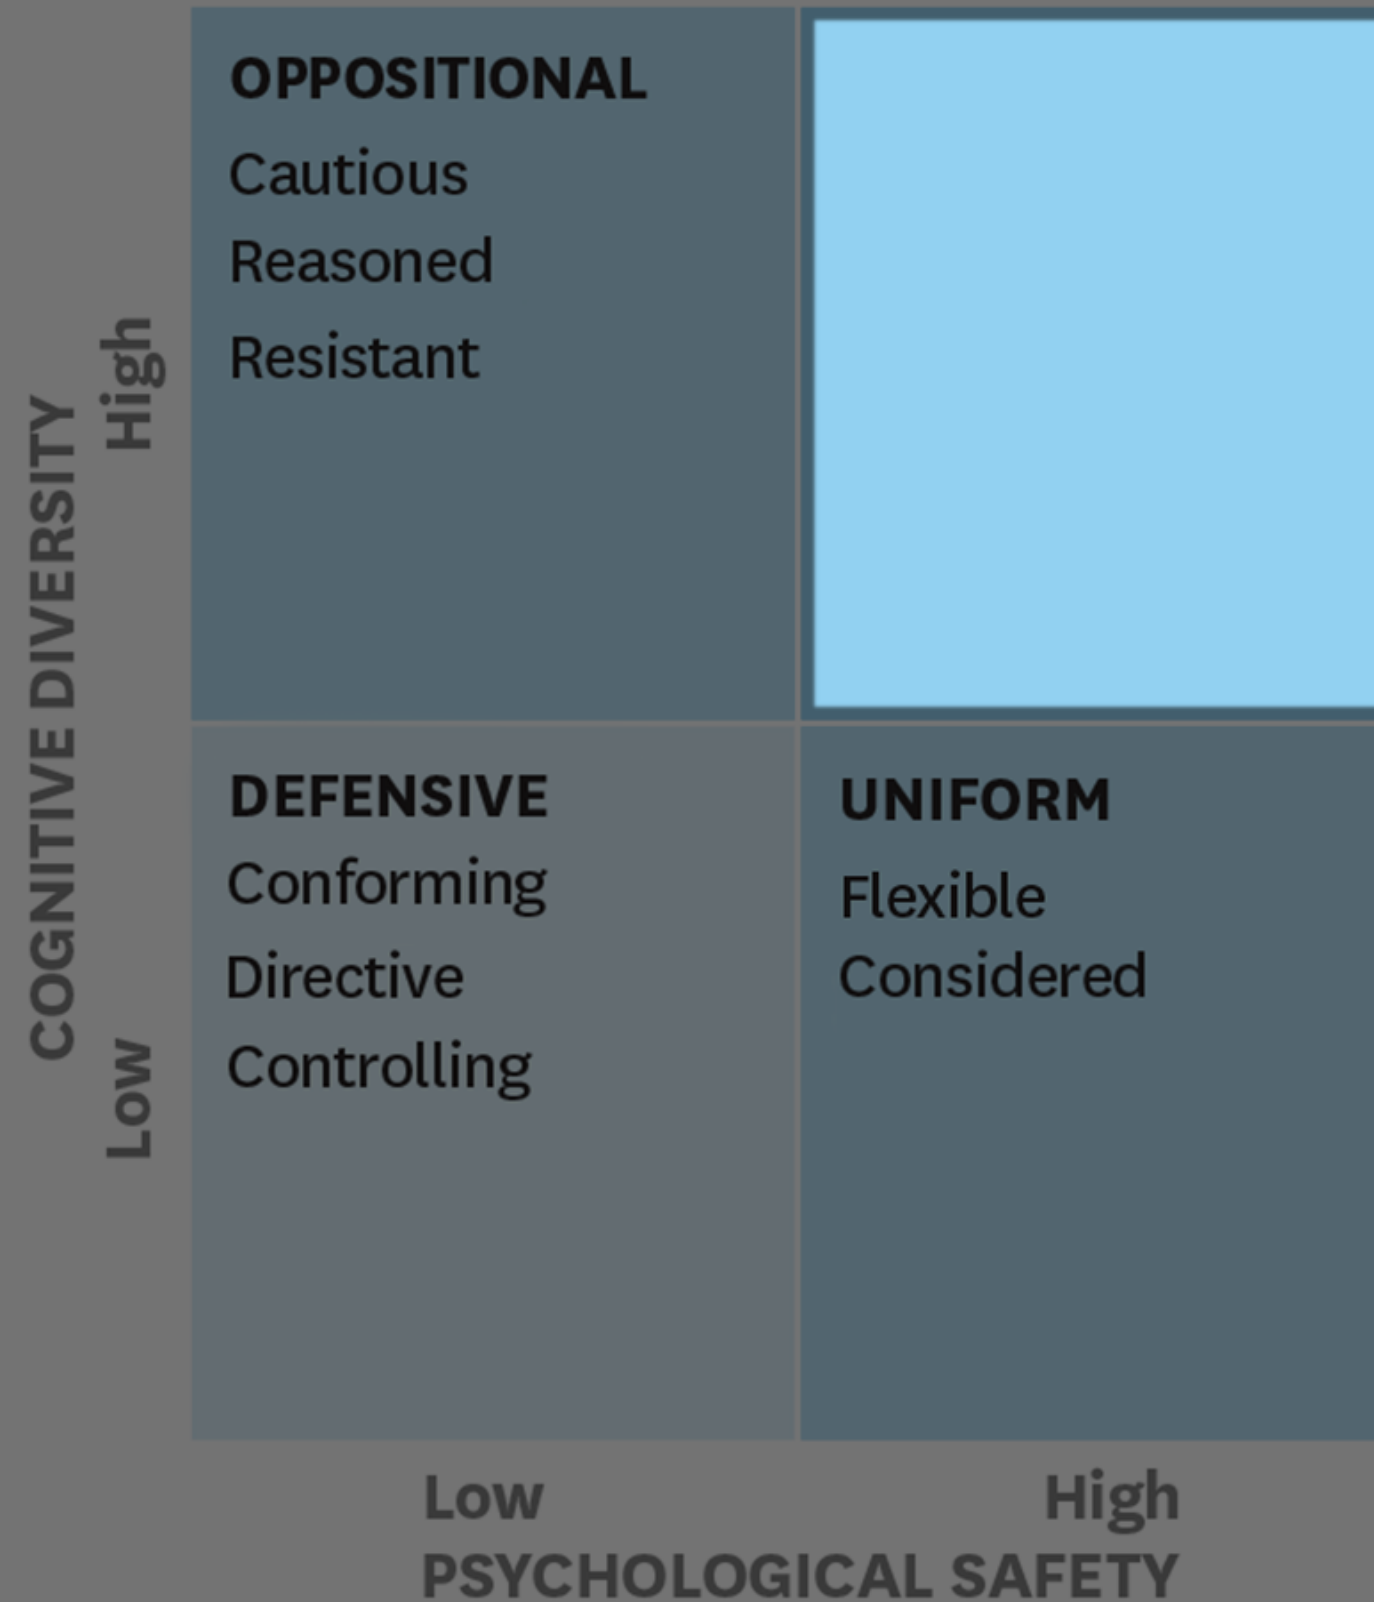 OPPOSITIONAL
Cautious
Reasoned
Resistant
DEFENSIVE
Conforming
Directive
Controlling
UNIFORM
Flexible
Considered
COGNITIVE DIVERSITY
High
Low
Low
High
PSYCHOLOGICAL SAFETY